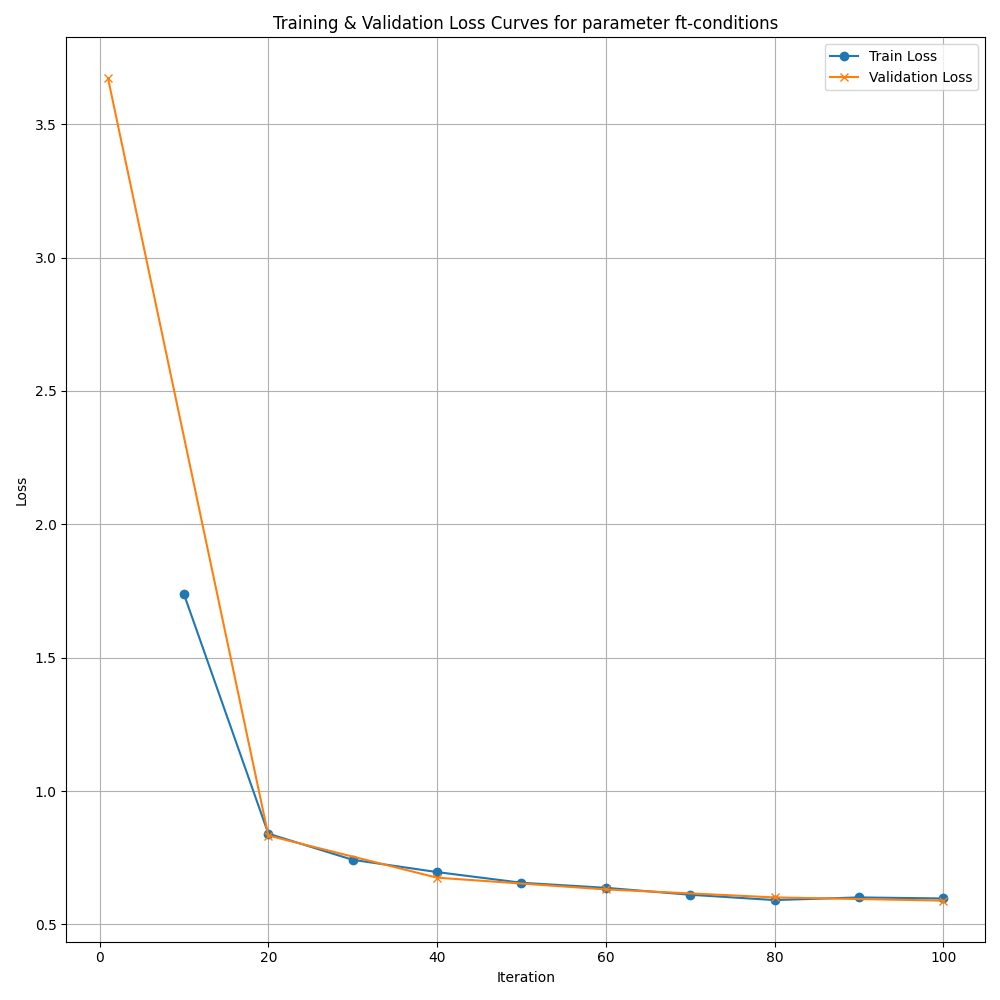 Training & Validation Loss Curves for parameter ft-conditions
Train Loss
Validation Loss
3.5
3.0
2.5
2.0
1.5
1.0
0.5
Loss
0 20 40 60 80 100
Iteration